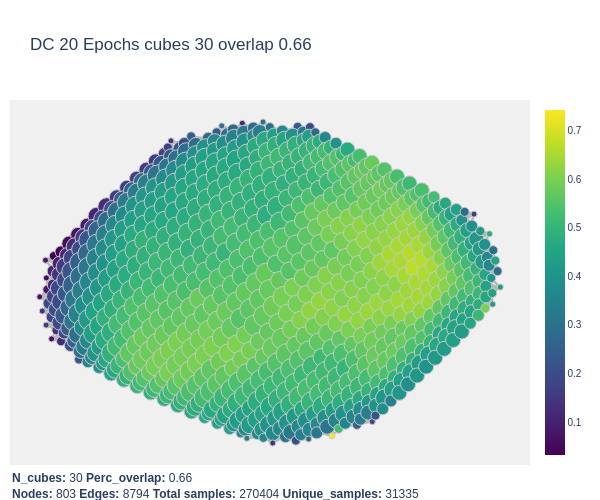 DC 20 Epochs cubes 30 overlap 0.66
0.7
0.6
0.5
0.4
0.3
0.2
0.1
N_cubes: 30 Perc_overlap: 0.66
Nodes: 803 Edges: 8794 Total samples: 270404 Unique_samples: 31335